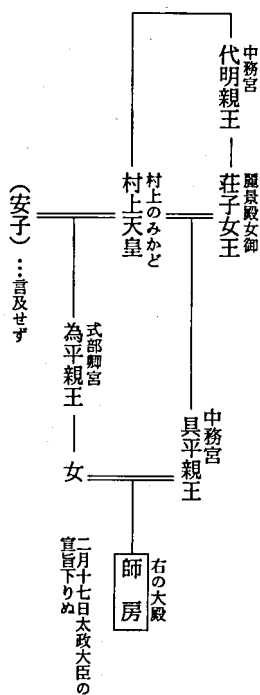 中務宮
代明親王
麗景殿女御
荘子女王
村上のみかど
村上天皇
(安子)…言及せず
中務宮
具平親王
式部卿宮
為平親王
女
右の大殿
師房
二月十七日太政大臣の
宣旨下りぬ